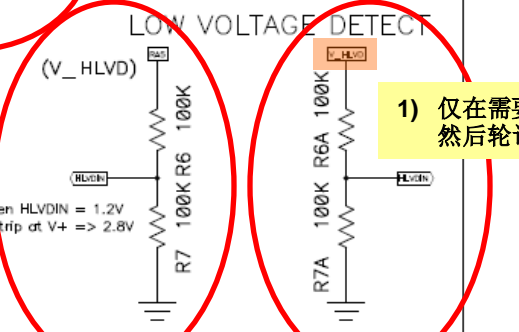 LOW VOLTAGE DETECT
RA5
V_HLVD
(V_HLVD)
100K
R6
100K
R6A
1) 仅在需要
然后轮
HLVDIN
HLVDIN
en HLVDIN = 1.2V
trip at V+ => 2.8V
100K
R7
100K
R7A